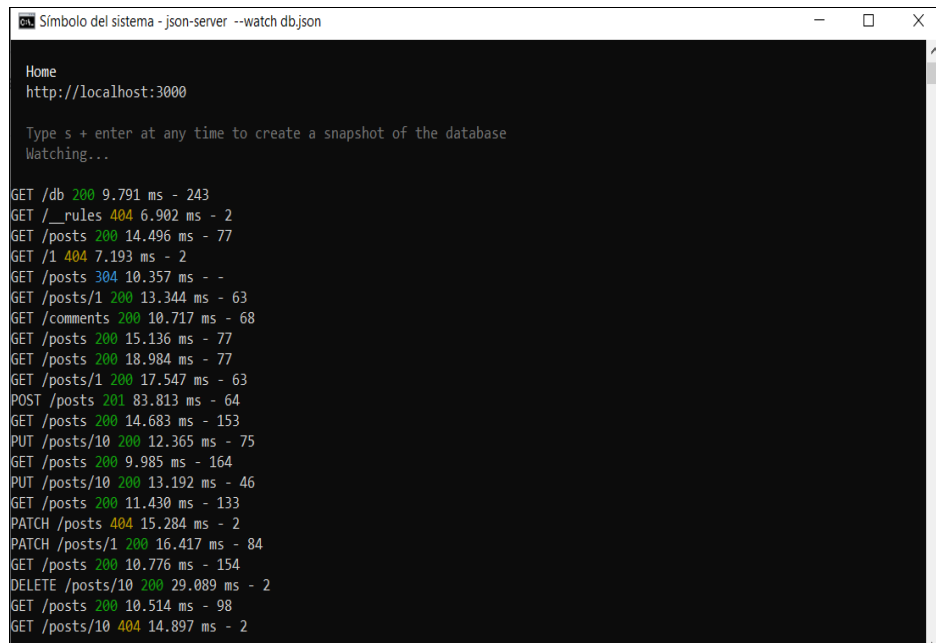 Símbolo del sistema - json-server --watch db.json
Home
http://localhost:3000
Type s + enter at any time to create a snapshot of the database
Watching...
GET /db 200 9.791 ms - 243
GET /__rules 404 6.902 ms - 2
GET /posts 200 14.496 ms - 77
GET /1 404 7.193 ms - 2
GET /posts 304 10.357 ms - -
GET /posts/1 200 13.344 ms - 63
GET /comments 200 10.717 ms - 68
GET /posts 200 15.136 ms - 77
GET /posts 200 18.984 ms - 77
GET /posts/1 200 17.547 ms - 63
POST /posts 201 83.813 ms - 64
GET /posts 200 14.683 ms - 153
PUT /posts/10 200 12.365 ms - 75
GET /posts 200 9.985 ms - 164
PUT /posts/10 200 13.192 ms - 46
GET /posts 200 11.430 ms - 133
PATCH /posts 404 15.284 ms - 2
PATCH /posts/1 200 16.417 ms - 84
GET /posts 200 10.776 ms - 154
DELETE /posts/10 200 29.089 ms - 2
GET /posts 200 10.514 ms - 98
GET /posts/10 404 14.897 ms - 2